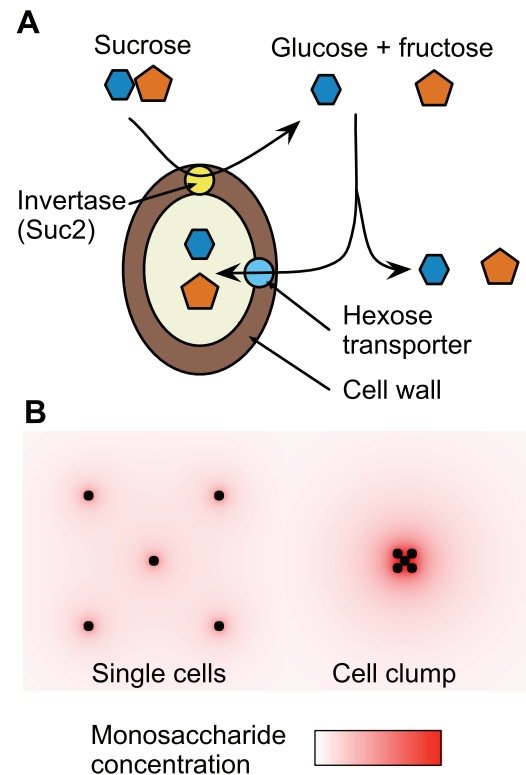 A
Sucrose
Glucose + fructose
Invertase
(Suc2)
Hexose
transporter
Cell wall
B
Single cells
Cell clump
Monosaccharide
concentration